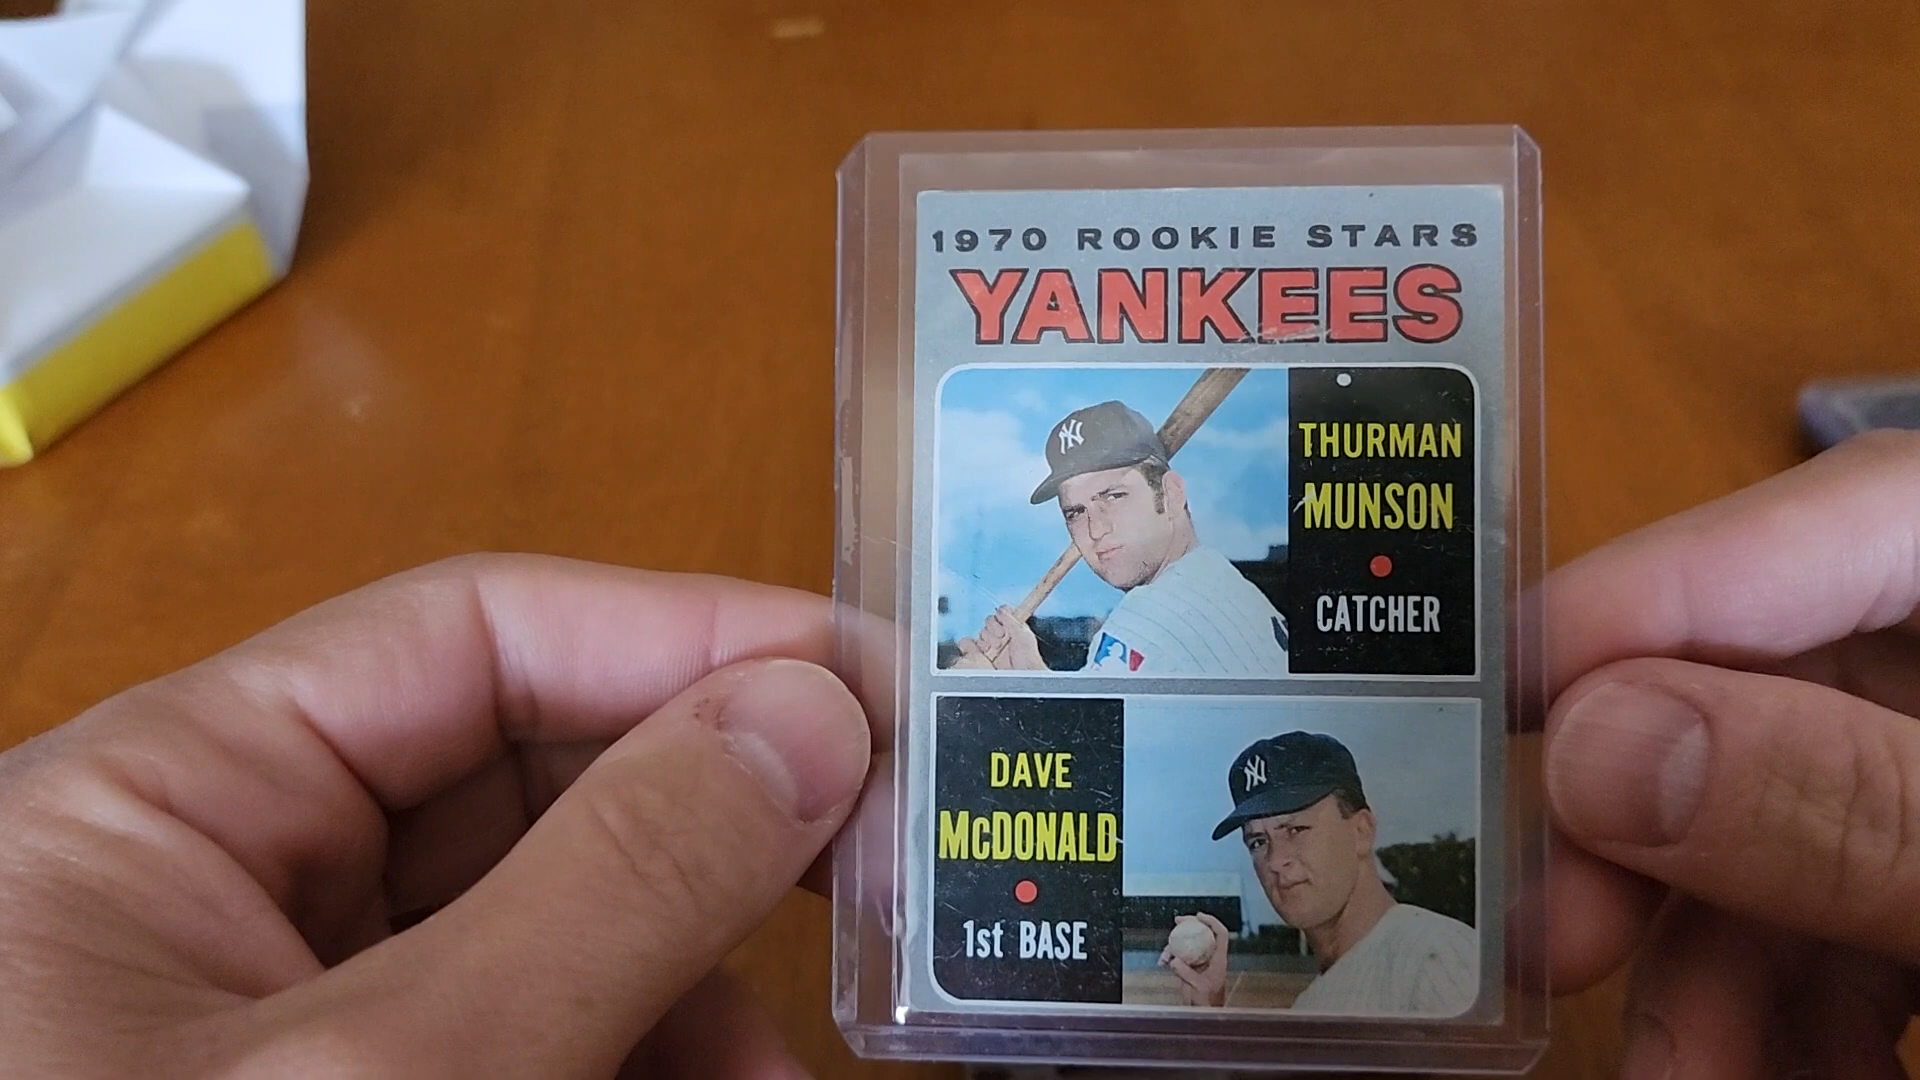 1970 ROOKIE STARS
YANKEES
THURMAN
MUNSON
CATCHER
DAVE
McDONALD
1st BASE